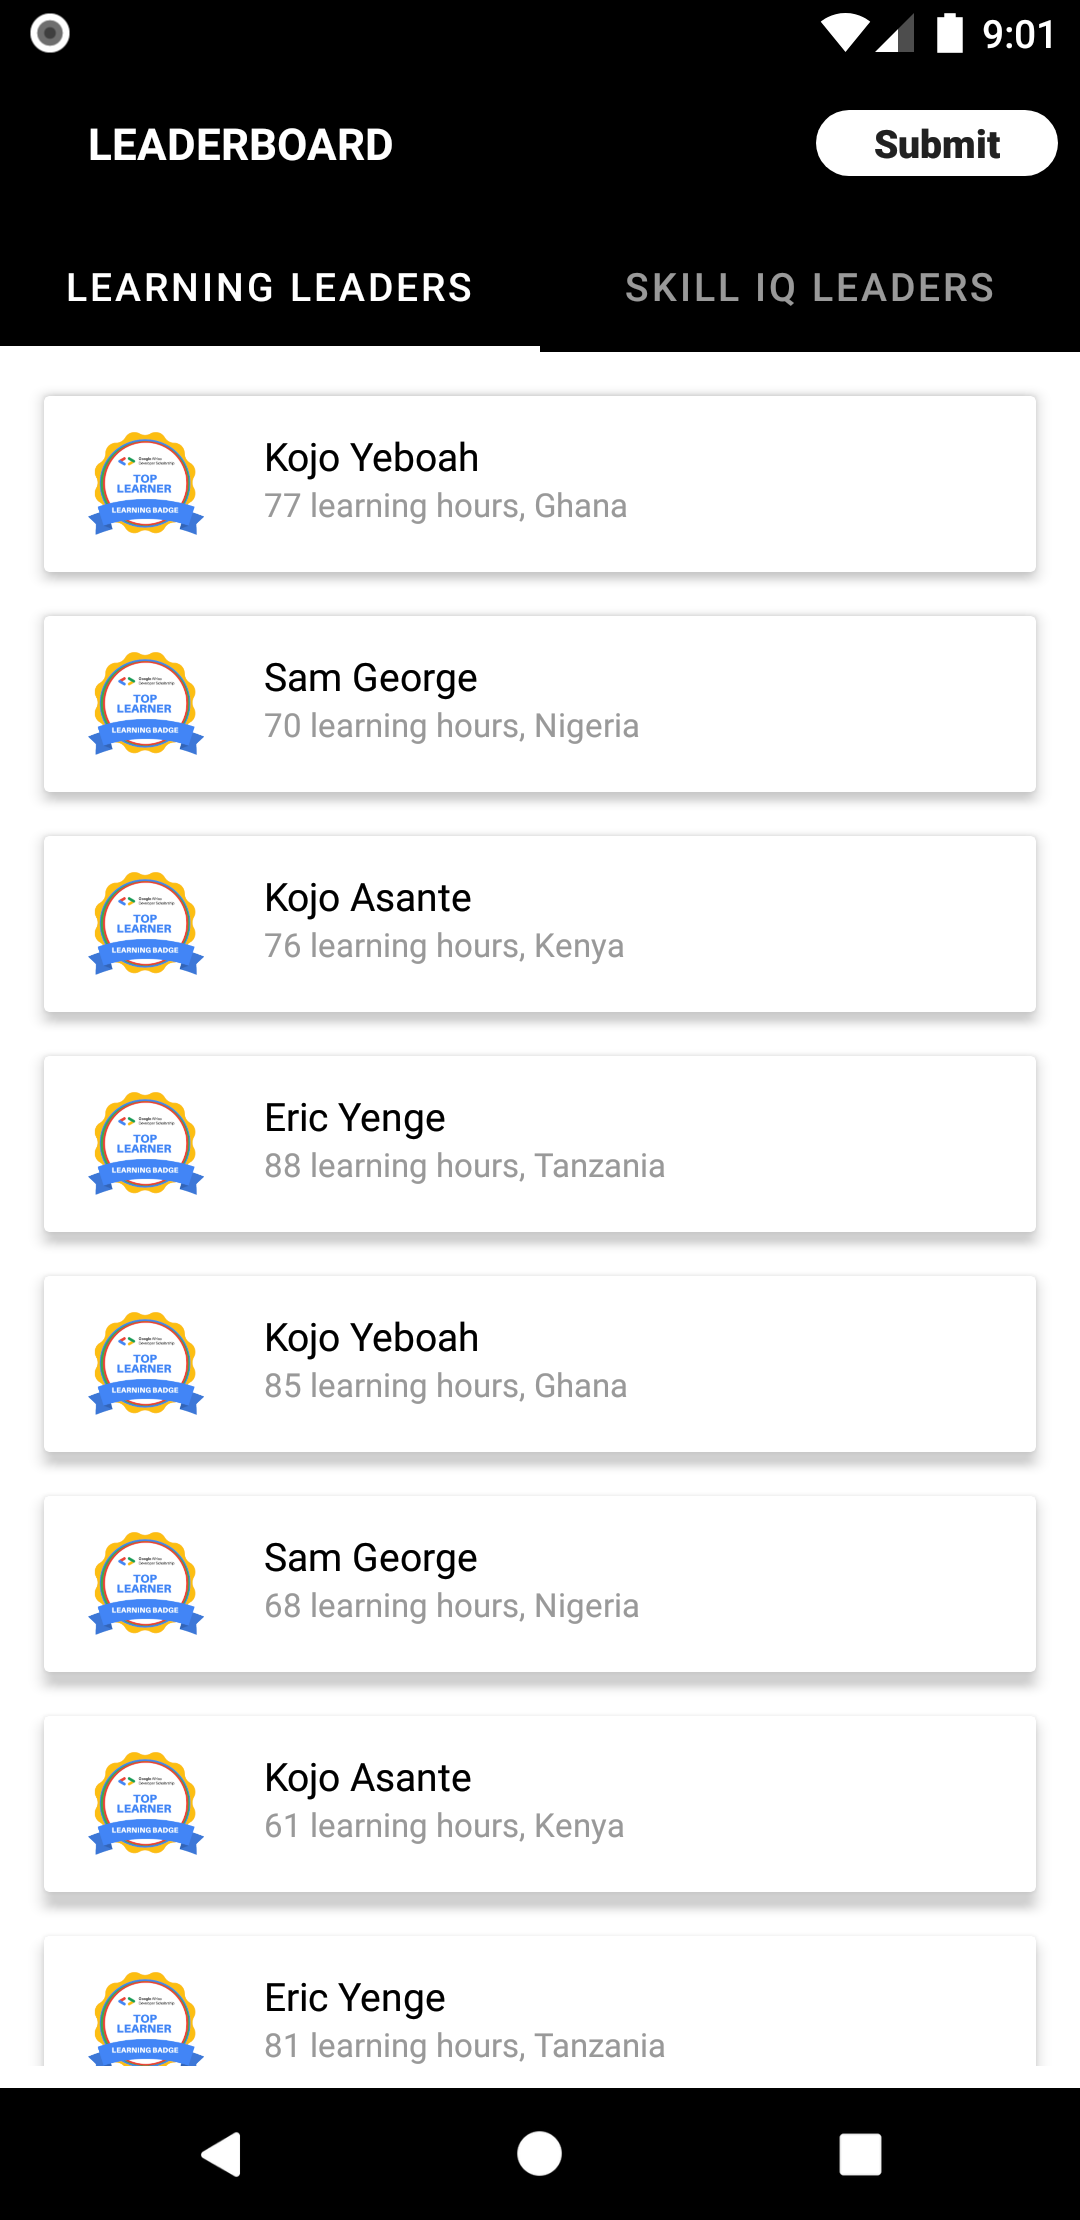 9:01
LEADERBOARD
Submit
LEARNING LEADERS
SKILL IQ LEADERS
TOP
LEARNER
LEARNING BADGE
Kojo Yeboah
77 learning hours, Ghana
TOP
LEARNER
LEARNING BADGE
Sam George
70 learning hours, Nigeria
TOP
LEARNER
LEARNING BADGE
Kojo Asante
76 learning hours, Kenya
TOP
LEARNER
LEARNING BADGE
Eric Yenge
88 learning hours, Tanzania
TOP
LEARNER
LEARNING BADGE
Kojo Yeboah
85 learning hours, Ghana
TOP
LEARNER
LEARNING BADGE
Sam George
68 learning hours, Nigeria
TOP
LEARNER
LEARNING BADGE
Kojo Asante
61 learning hours, Kenya
TOP
LEARNER
LEARNING BADGE
Eric Yenge
81 learning hours, Tanzania